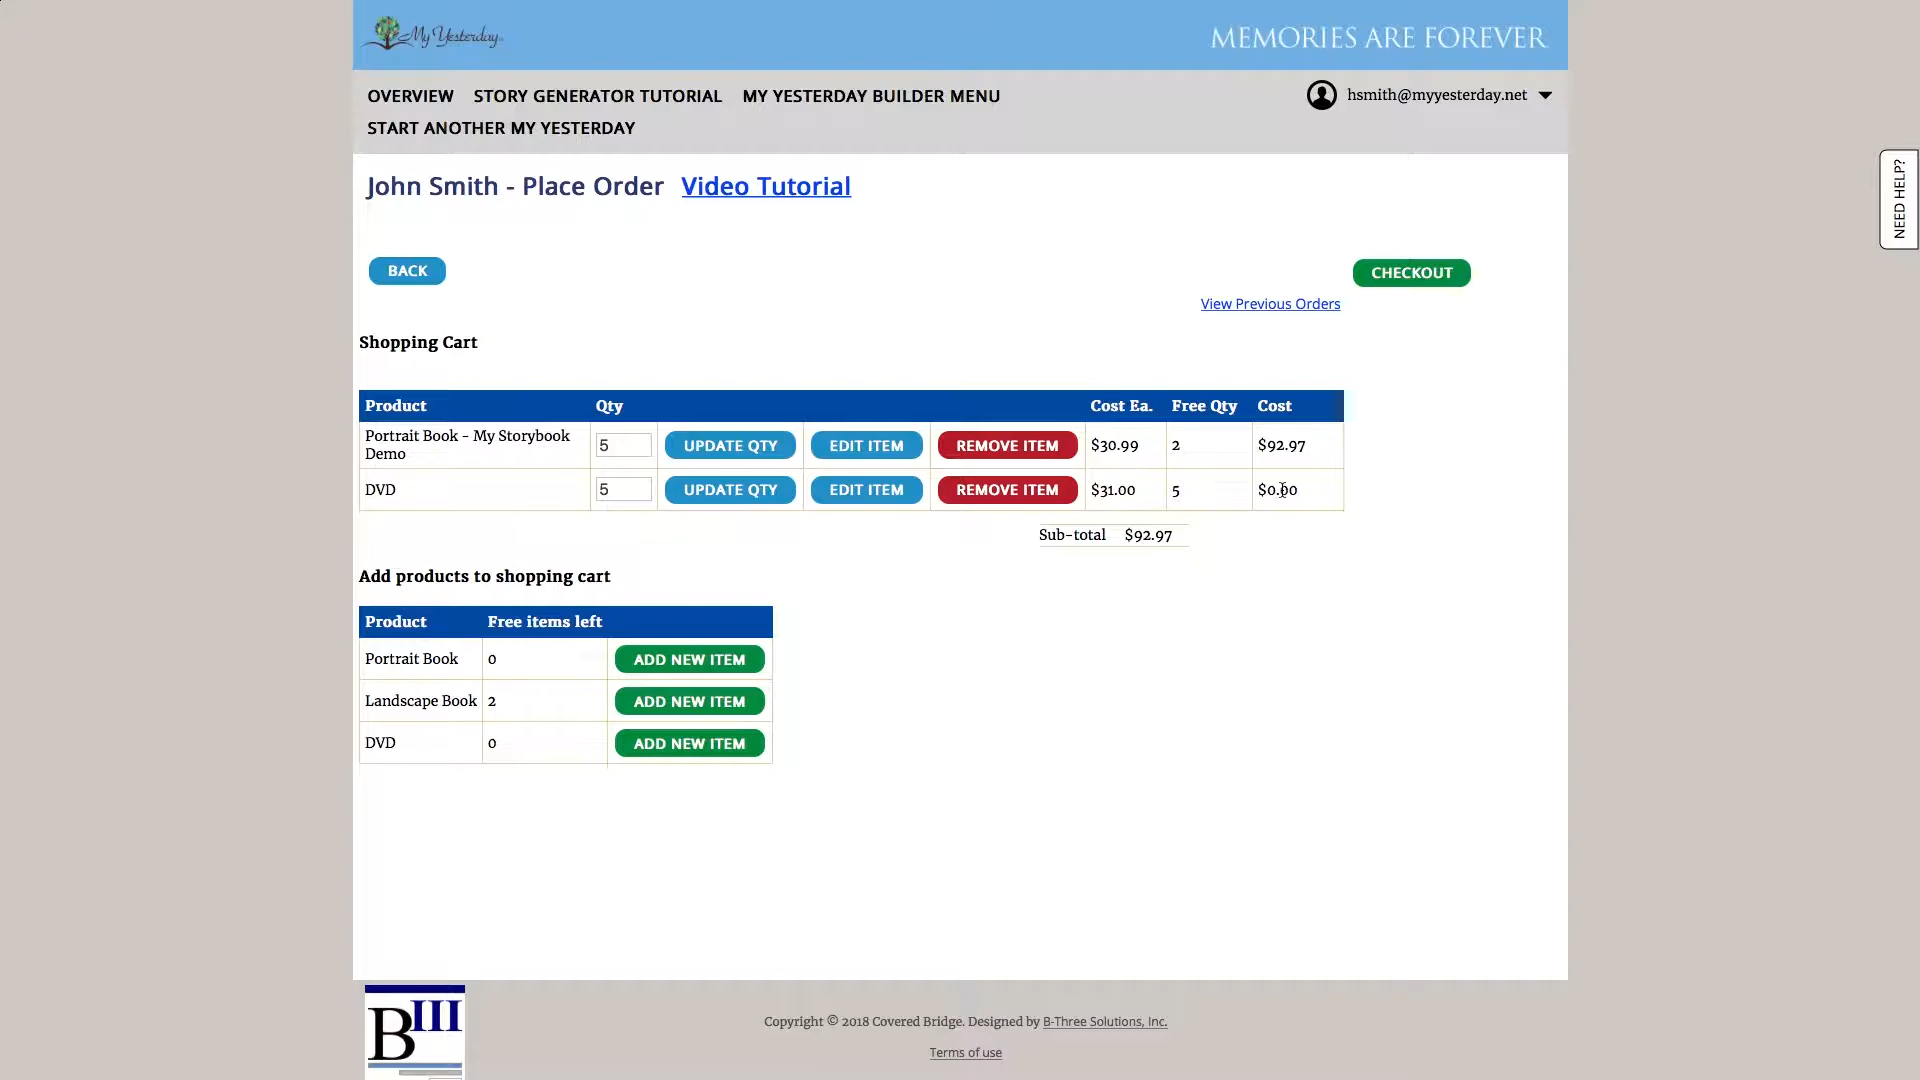 My Yesterday
MEMORIES ARE FOREVER
OVERVIEW STORY GENERATOR TUTORIAL MY YESTERDAY BUILDER MENU
hsmith@myyesterday.net
START ANOTHER MY YESTERDAY
NEED HELP?
John Smith - Place Order Video Tutorial
BACK
CHECKOUT
View Previous Orders
Shopping Cart
Product Qty Cost Ea. Free Qty Cost
Portrait Book - My Storybook
Demo
5 UPDATE QTY EDIT ITEM REMOVE ITEM $30.99 2 $92.97
DVD 5 UPDATE QTY EDIT ITEM REMOVE ITEM $31.00 5 $0.00
Sub-total $92.97
Add products to shopping cart
Product Free items left
Portrait Book 0 ADD NEW ITEM
Landscape Book 2 ADD NEW ITEM
DVD 0 ADD NEW ITEM
BIII
Copyright © 2018 Covered Bridge. Designed by B-Three Solutions, Inc.
Terms of use